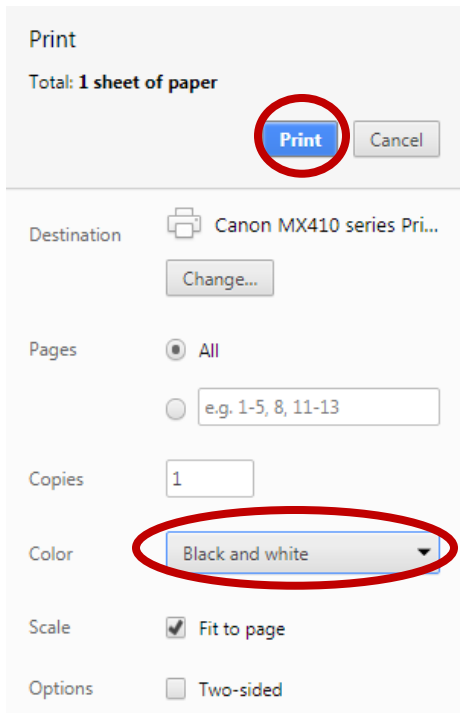 Print
Total: 1 sheet of paper
Print Cancel
Destination Canon MX410 series Pri...
Change...
Pages All
e.g. 1-5, 8, 11-13
Copies 1
Color Black and white
Scale Fit to page
Options Two-sided